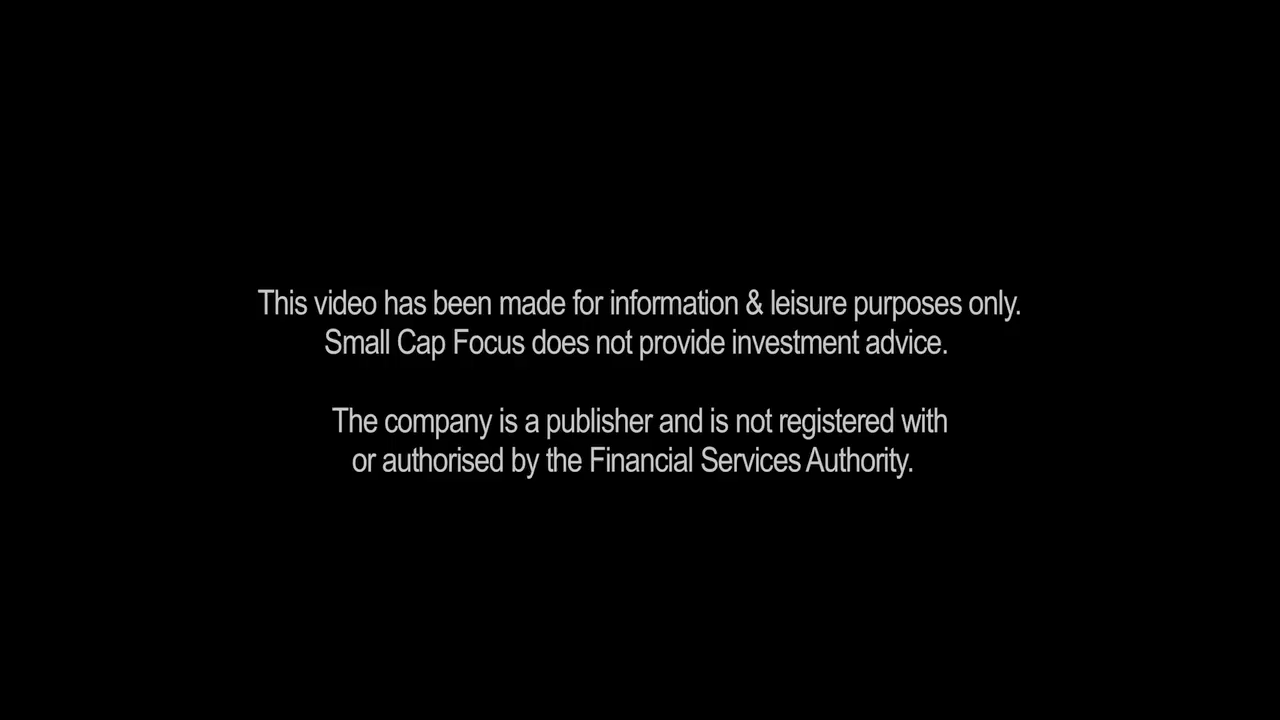 This video has been made for information & leisure purposes only.
Small Cap Focus does not provide investment advice.
The company is a publisher and is not registered with
or authorised by the Financial Services Authority.